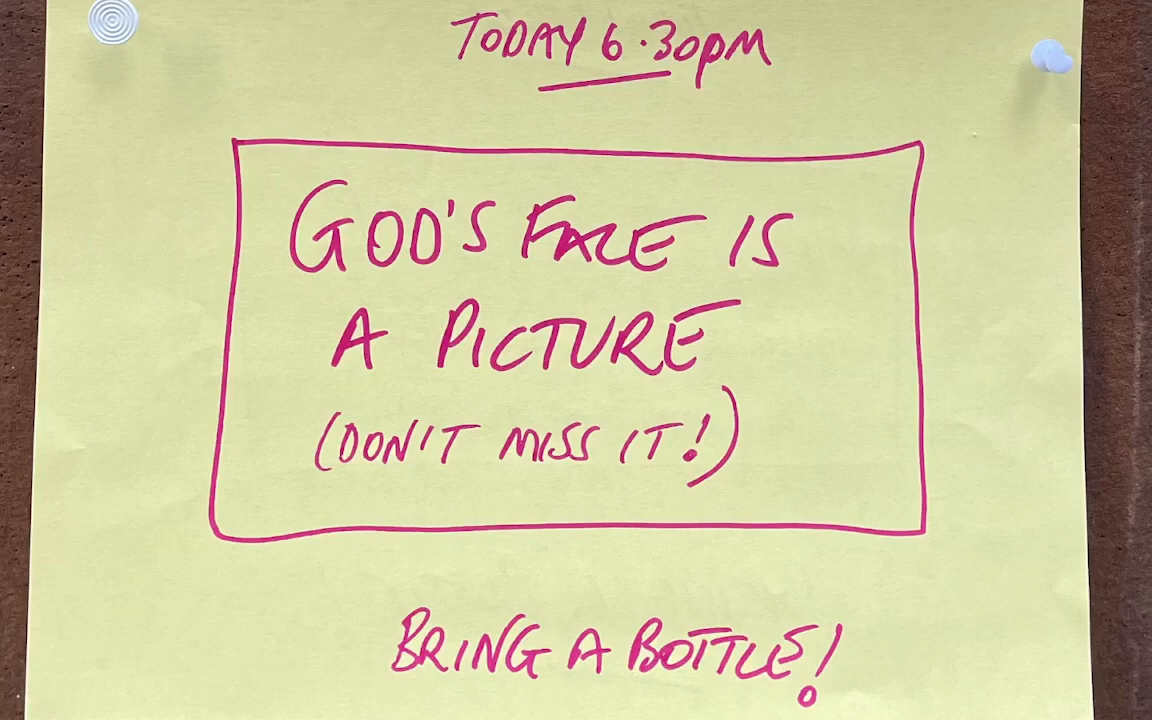 TODAY 6.30PM
GOD'S FACE IS
A PICTURE
(DON'T MISS IT!)
BRING A BOTTLE!